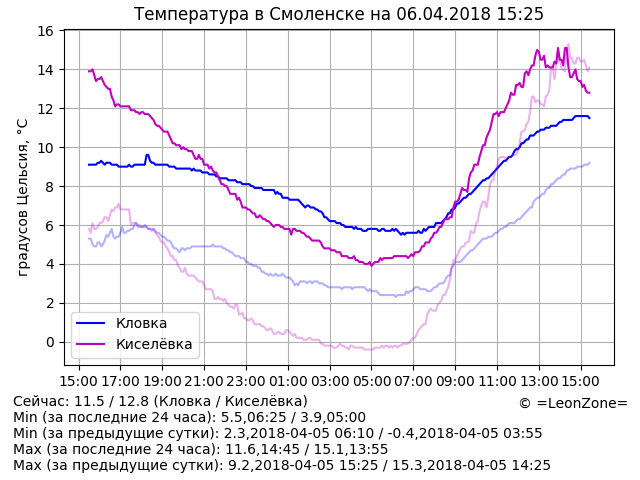 Температура в Смоленске на 06.04.2018 15:25
градусов Цельсия, °C
16
14
12
10
8
6
4
2
0
Кловка
Киселёвка
15:00 17:00 19:00 21:00 23:00 01:00 03:00 05:00 07:00 09:00 11:00 13:00 15:00
Сейчас: 11.5 / 12.8 (Кловка / Киселёвка)
© =LeonZone=
Min (за последние 24 часа): 5.5,06:25 / 3.9,05:00
Min (за предыдущие сутки): 2.3,2018-04-05 06:10 / -0.4,2018-04-05 03:55
Max (за последние 24 часа): 11.6,14:45 / 15.1,13:55
Max (за предыдущие сутки): 9.2,2018-04-05 15:25 / 15.3,2018-04-05 14:25